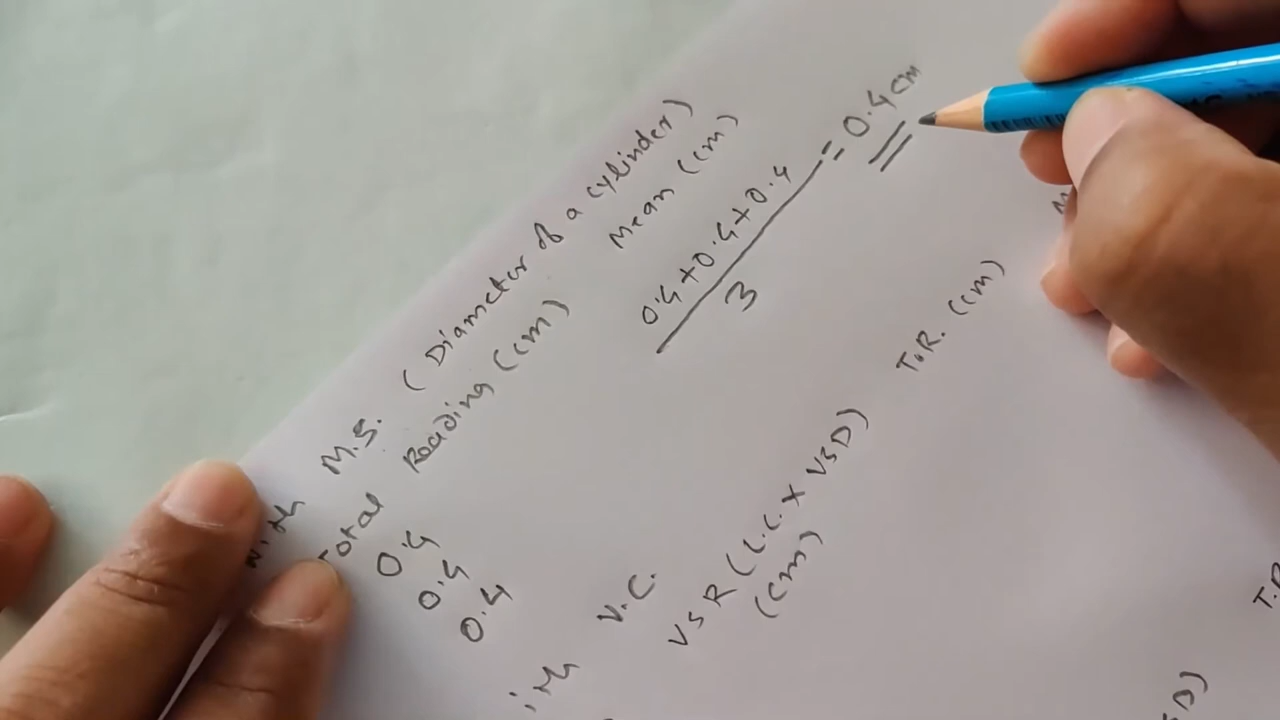 with M.S. (Diameter of a cylinder)
Total Reading (cm) Mean (cm)
0.4
0.4
0.4
0.4+0.4+0.4
3
= 0.4 cm
ith V.C.
VSR (L.C. x VSD) T.R. (cm)
(cm)